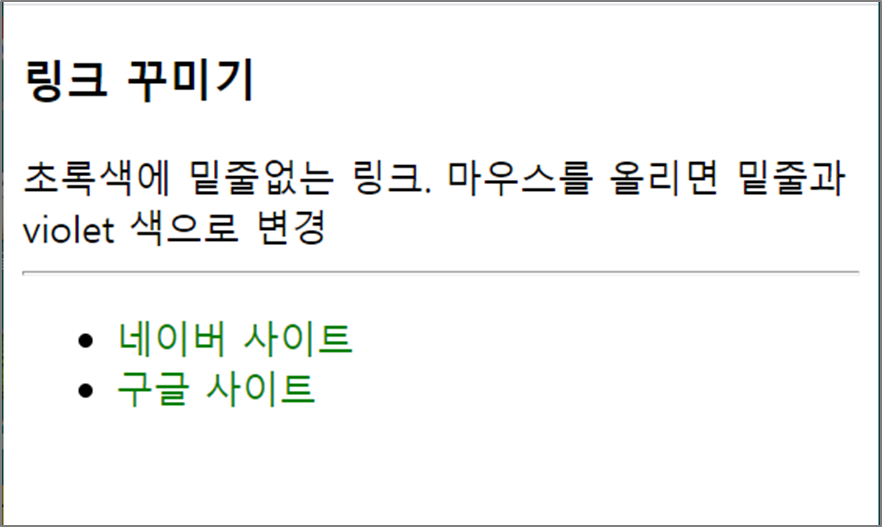 링크 꾸미기
초록색에 밑줄없는 링크. 마우스를 올리면 밑줄과
violet 색으로 변경
네이버 사이트
구글 사이트